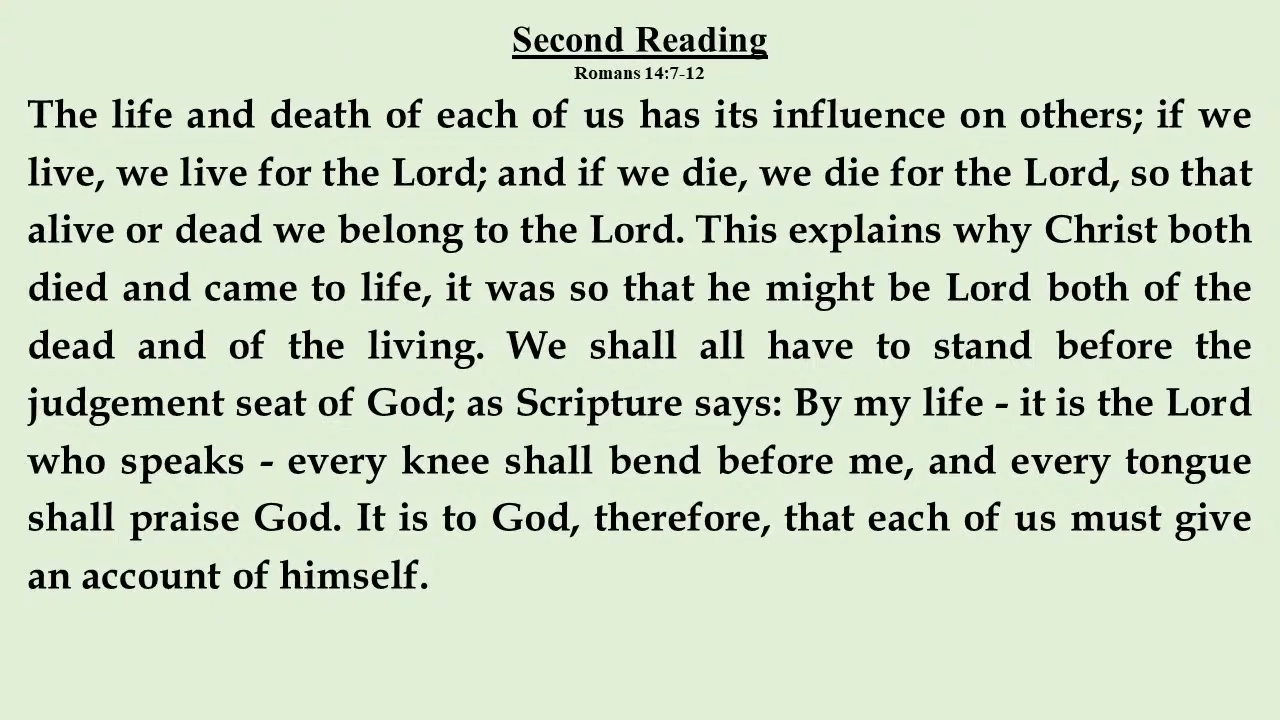 Second Reading
Romans 14:7-12
The life and death of each of us has its influence on others; if we
live, we live for the Lord; and if we die, we die for the Lord, so that
alive or dead we belong to the Lord. This explains why Christ both
died and came to life, it was so that he might be Lord both of the
dead and of the living. We shall all have to stand before the
judgement seat of God; as Scripture says: By my life - it is the Lord
who speaks - every knee shall bend before me, and every tongue
shall praise God. It is to God, therefore, that each of us must give
an account of himself.